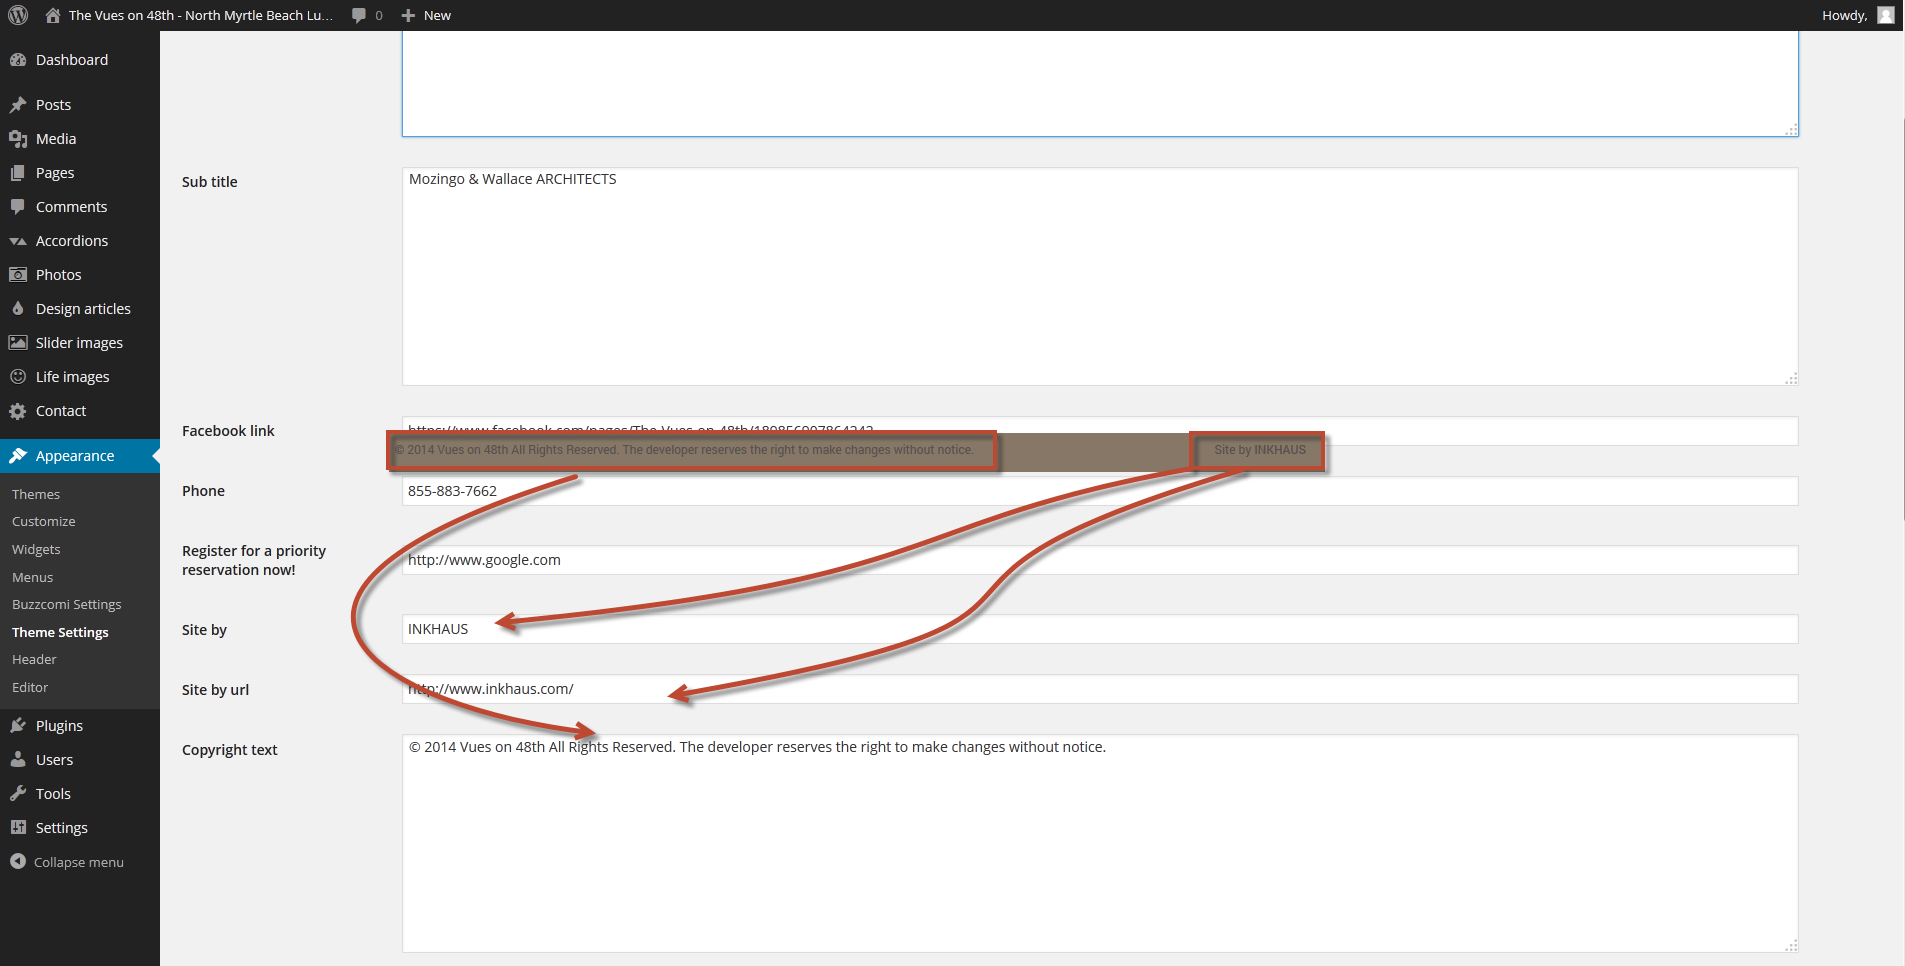 The Vues on 48th - North Myrtle Beach Lu...
0
New
Howdy,
Dashboard
Posts
Media
Pages
Comments
Accordions
Photos
Design articles
Slider images
Life images
Contact
Appearance
Themes
Customize
Widgets
Menus
Buzzcomi Settings
Theme Settings
Header
Editor
Plugins
Users
Tools
Settings
Collapse menu
Sub title
Mozingo & Wallace ARCHITECTS
Facebook link
https://www.facebook.com/pages/The-Vues-on-48th/189856907864242
© 2014 Vues on 48th All Rights Reserved. The developer reserves the right to make changes without notice.
Site by INKHAUS
Phone
855-883-7662
Register for a priority
reservation now!
http://www.google.com
Site by
INKHAUS
Site by url
http://www.inkhaus.com/
Copyright text
© 2014 Vues on 48th All Rights Reserved. The developer reserves the right to make changes without notice.